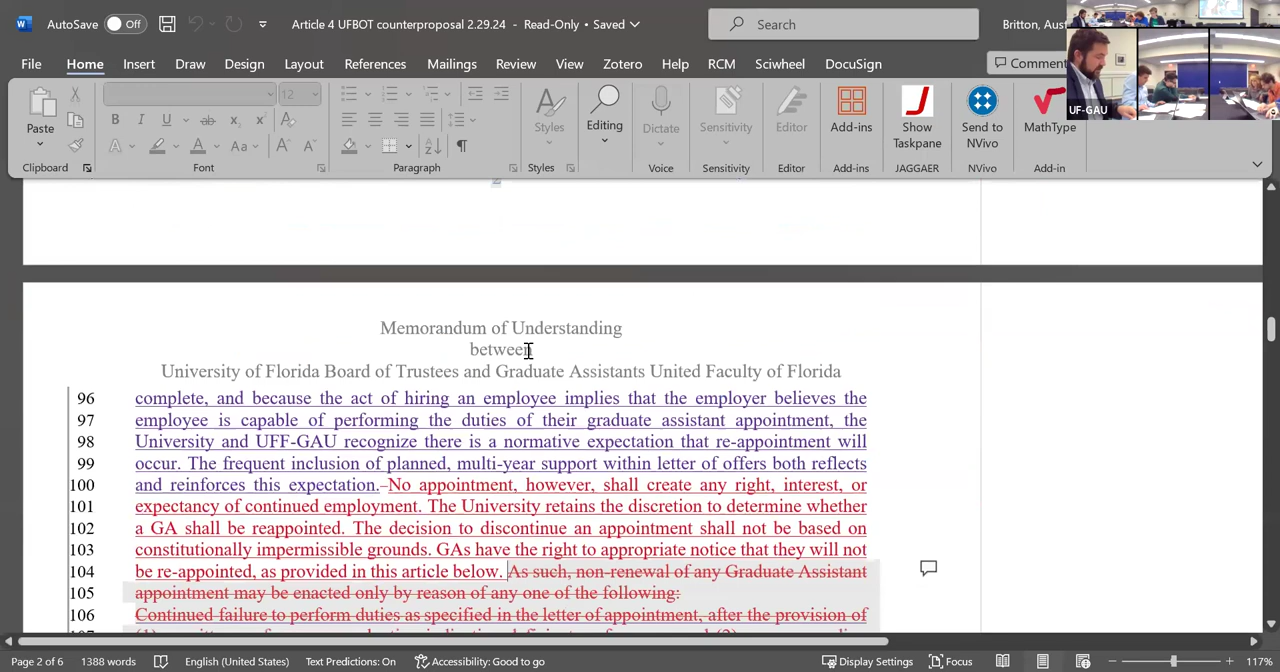 AutoSave Off Article 4 UFBOT counterproposal 2.29.24 - Read-Only • Saved Search Britton, Aust
File Home Insert Draw Design Layout References Mailings Review View Zotero Help RCM Sciwheel DocuSign Comment
UF-GAU
12
Paste B I U ab x₂ x² A Aa A A Styles Editing Dictate Sensitivity Editor Add-ins Show Taskpane Send to NVivo MathType
Clipboard Font Paragraph Styles Voice Sensitivity Editor Add-ins JAGGAER NVivo Add-in
2
Memorandum of Understanding
between
University of Florida Board of Trustees and Graduate Assistants United Faculty of Florida
96 complete, and because the act of hiring an employee implies that the employer believes the
97 employee is capable of performing the duties of their graduate assistant appointment, the
98 University and UFF-GAU recognize there is a normative expectation that re-appointment will
99 occur. The frequent inclusion of planned, multi-year support within letter of offers both reflects
100 and reinforces this expectation. No appointment, however, shall create any right, interest, or
101 expectancy of continued employment. The University retains the discretion to determine whether
102 a GA shall be reappointed. The decision to discontinue an appointment shall not be based on
103 constitutionally impermissible grounds. GAs have the right to appropriate notice that they will not
104 be re-appointed, as provided in this article below. As such, non-renewal of any Graduate Assistant
105 appointment may be enacted only by reason of any one of the following:
106 Continued failure to perform duties as specified in the letter of appointment, after the provision of
Page 2 of 6 1388 words English (United States) Text Predictions: On Accessibility: Good to go Display Settings Focus 117%